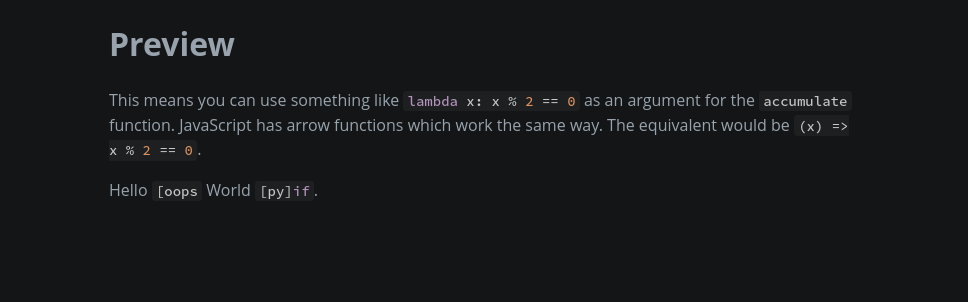 Preview
This means you can use something like lambda x: x % 2 == 0 as an argument for the accumulate
function. JavaScript has arrow functions which work the same way. The equivalent would be (x) =>
x % 2 == 0.
Hello [oops World [py]if.